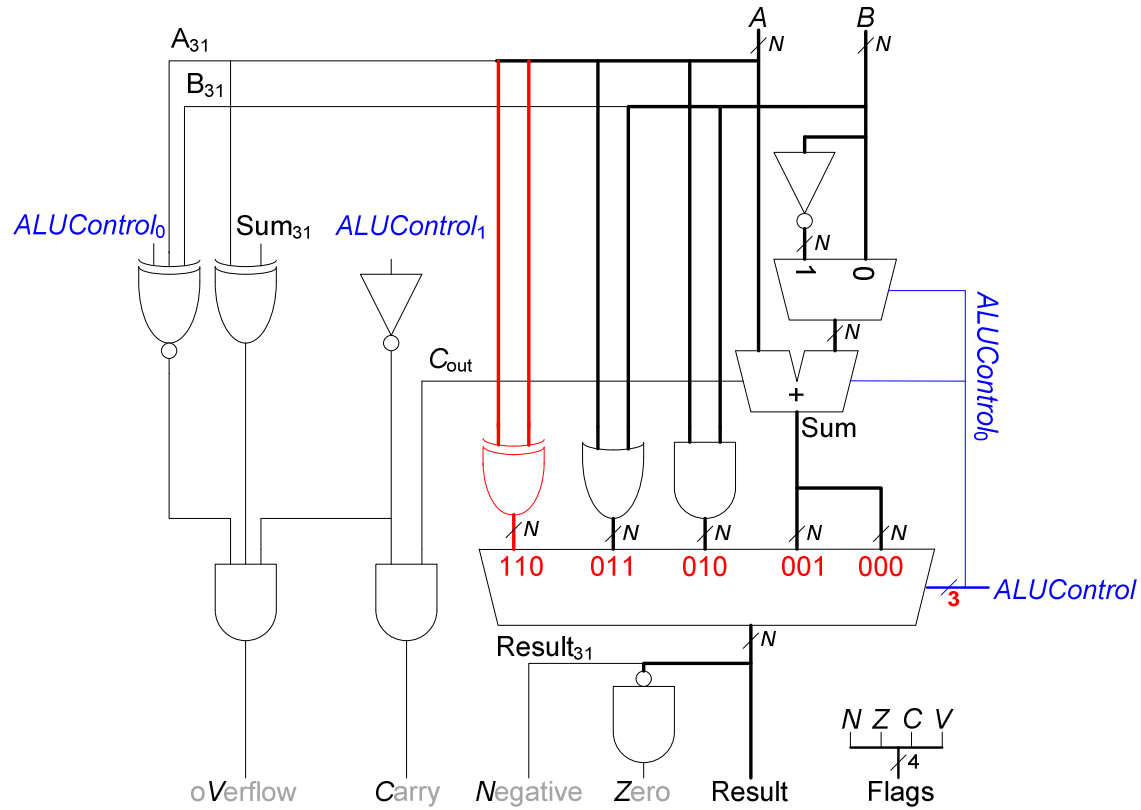 A B
N N
A31
B31
ALUControl0 Sum31 ALUControl1
N
1 0
N
ALUControl0
Cout
+
Sum
N N N N N
110 011 010 001 000
3 ALUControl
N
Result31
N Z C V
4
oVerflow Carry Negative Zero Result Flags